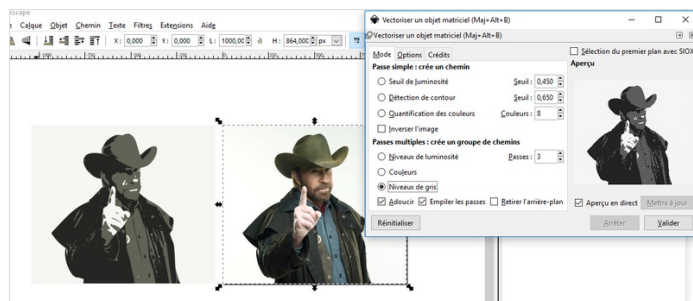 Calque Objet Chemin Texte Filtres Extensions Aide
X: 0,000 Y: 0,000 L: 1000,00 H: 864,000 px
Vectoriser un objet matriciel (Maj+Alt+B)
Vectoriser un objet matriciel (Maj+Alt+B)
Mode Options Crédits
Sélection du premier plan avec SIOX
Passe simple : crée un chemin
Aperçu
Seuil de luminosité Seuil : 0,450
Détection de contour Seuil : 0,650
Quantification des couleurs Couleurs : 8
Inverser l'image
Passes multiples : crée un groupe de chemins
Niveaux de luminosité Passes : 3
Couleurs
Niveaux de gris
Adoucir Empiler les passes Retirer l'arrière-plan
Aperçu en direct Mettre à jour
Réinitialiser Arrêter Valider